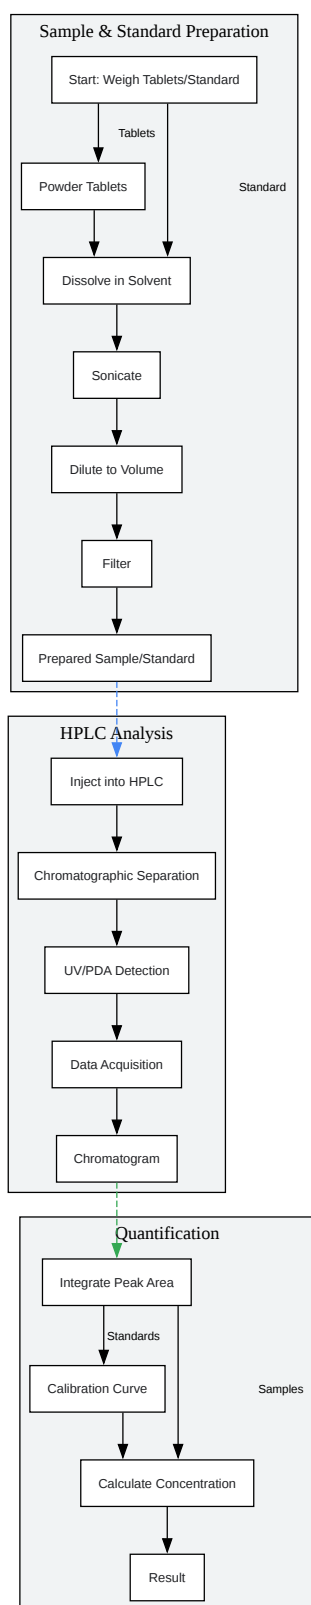 Sample & Standard Preparation
Start: Weigh Tablets/Standard
Tablets
Powder Tablets
Standard
Dissolve in Solvent
Sonicate
Dilute to Volume
Filter
Prepared Sample/Standard
HPLC Analysis
Inject into HPLC
Chromatographic Separation
UV/PDA Detection
Data Acquisition
Chromatogram
Quantification
Integrate Peak Area
Standards
Calibration Curve
Samples
Calculate Concentration
Result